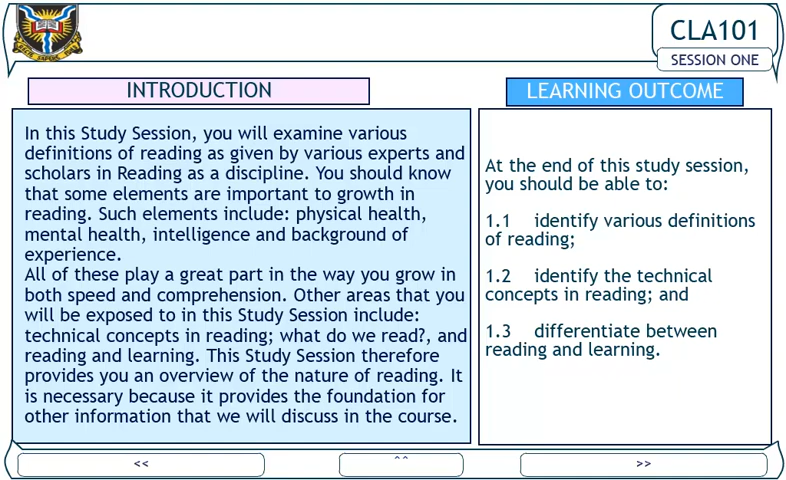 CLA101
SESSION ONE
INTRODUCTION
In this Study Session, you will examine various
definitions of reading as given by various experts and
scholars in Reading as a discipline. You should know
that some elements are important to growth in
reading. Such elements include: physical health,
mental health, intelligence and background of
experience.
All of these play a great part in the way you grow in
both speed and comprehension. Other areas that you
will be exposed to in this Study Session include:
technical concepts in reading; what do we read?, and
reading and learning. This Study Session therefore
provides you an overview of the nature of reading. It
is necessary because it provides the foundation for
other information that we will discuss in the course.
LEARNING OUTCOME
At the end of this study session,
you should be able to:
1.1 identify various definitions
of reading;
1.2 identify the technical
concepts in reading; and
1.3 differentiate between
reading and learning.
<<
^^
>>